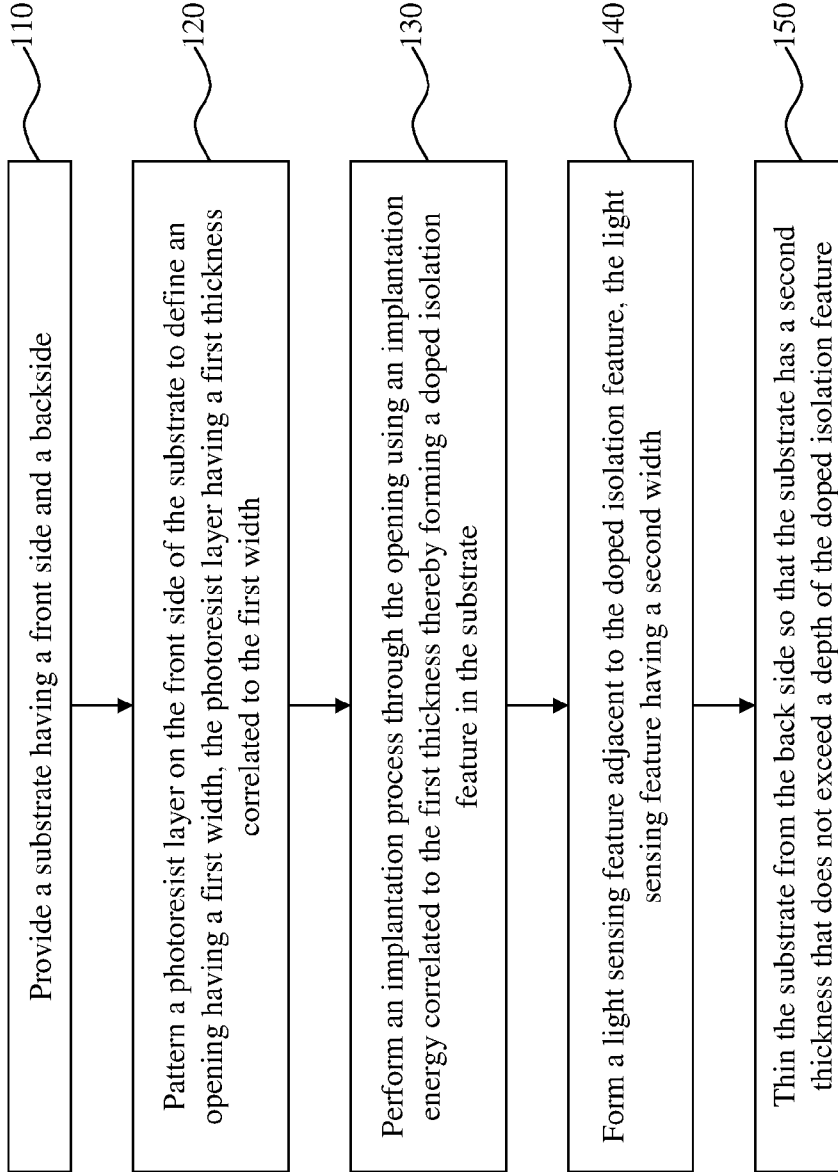 110
Provide a substrate having a front side and a backside
120
Pattern a photoresist layer on the front side of the substrate to define an
opening having a first width, the photoresist layer having a first thickness
correlated to the first width
130
Perform an implantation process through the opening using an implantation
energy correlated to the first thickness thereby forming a doped isolation
feature in the substrate
140
Form a light sensing feature adjacent to the doped isolation feature, the light
sensing feature having a second width
150
Thin the substrate from the back side so that the substrate has a second
thickness that does not exceed a depth of the doped isolation feature